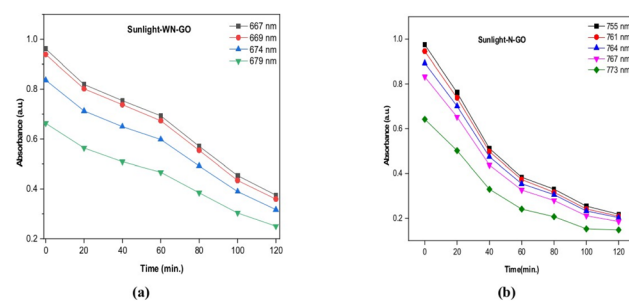 Sunlight-WN-GO
667 nm
669 nm
674 nm
679 nm
1.0
0.8
0.6
0.4
0.2
Absorbance (a.u.)
0 20 40 60 80 100 120
Time (min.)
(a)
Sunlight-N-GO
755 nm
761 nm
764 nm
767 nm
773 nm
1.0
0.8
0.6
0.4
0.2
Absorbance (a.u.)
0 20 40 60 80 100 120
Time(min.)
(b)